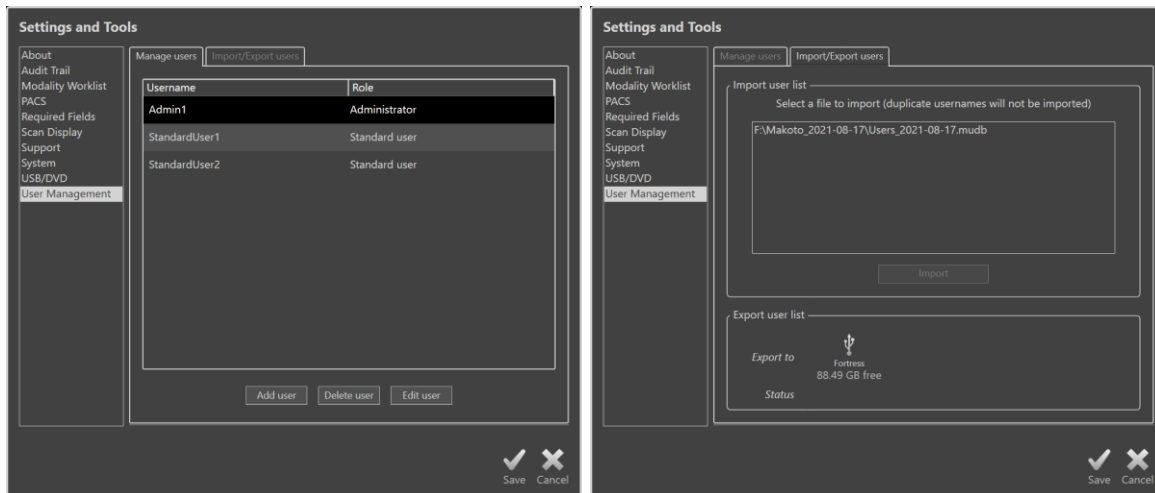 Settings and Tools
About
Audit Trail
Modality Worklist
PACS
Required Fields
Scan Display
Support
System
USB/DVD
User Management
Manage users
Import/Export users
Username
Role
Admin1
Administrator
StandardUser1
Standard user
StandardUser2
Standard user
Add user
Delete user
Edit user
Save
Cancel
Settings and Tools
About
Audit Trail
Modality Worklist
PACS
Required Fields
Scan Display
Support
System
USB/DVD
User Management
Manage users
Import/Export users
Import user list
Select a file to import (duplicate usernames will not be imported)
F:\Makoto_2021-08-17\Users_2021-08-17.mudb
Import
Export user list
Export to
Fortress
88.49 GB free
Status
Save
Cancel